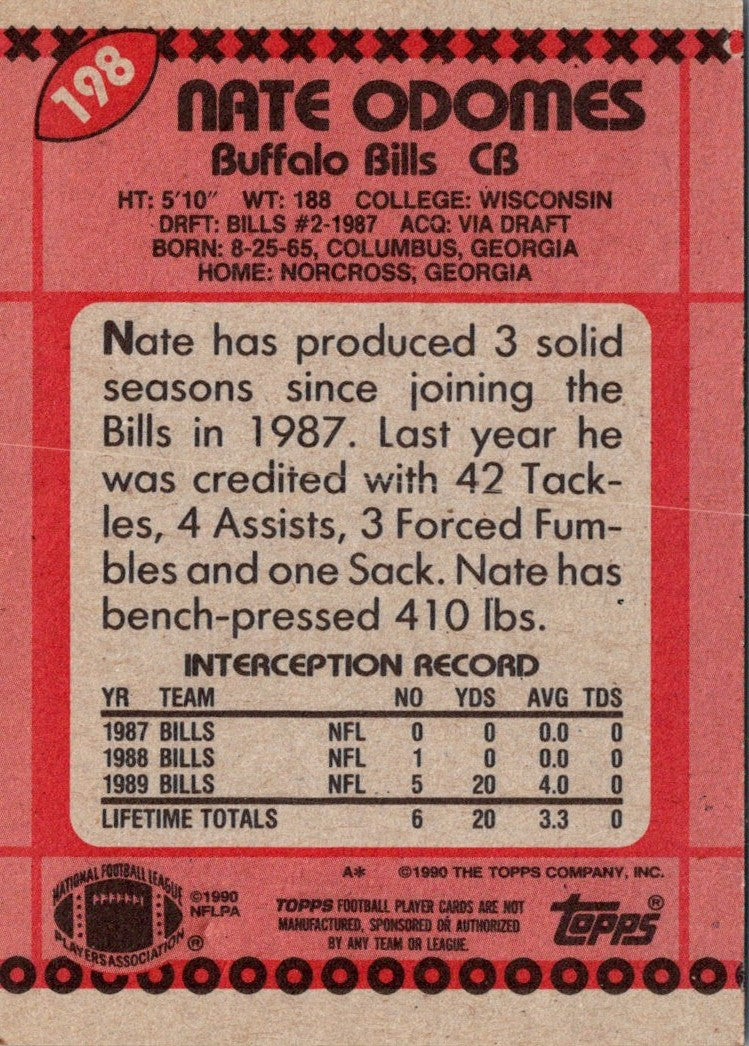 198
NATE ODOMES
Buffalo Bills CB
HT: 5'10" WT: 188 COLLEGE: WISCONSIN
DRFT: BILLS #2-1987 ACQ: VIA DRAFT
BORN: 8-25-65, COLUMBUS, GEORGIA
HOME: NORCROSS, GEORGIA
Nate has produced 3 solid
seasons since joining the
Bills in 1987. Last year he
was credited with 42 Tack-
les, 4 Assists, 3 Forced Fum-
bles and one Sack. Nate has
bench-pressed 410 lbs.
INTERCEPTION RECORD
YR TEAM NO YDS AVG TDS
1987 BILLS NFL 0 0 0.0 0
1988 BILLS NFL 1 0 0.0 0
1989 BILLS NFL 5 20 4.0 0
LIFETIME TOTALS 6 20 3.3 0
A* ©1990 THE TOPPS COMPANY, INC.
NATIONAL FOOTBALL LEAGUE
PLAYERS ASSOCIATION ®
©1990
NFLPA
TOPPS FOOTBALL PLAYER CARDS ARE NOT
MANUFACTURED, SPONSORED OR AUTHORIZED
BY ANY TEAM OR LEAGUE.
TOPPS ®